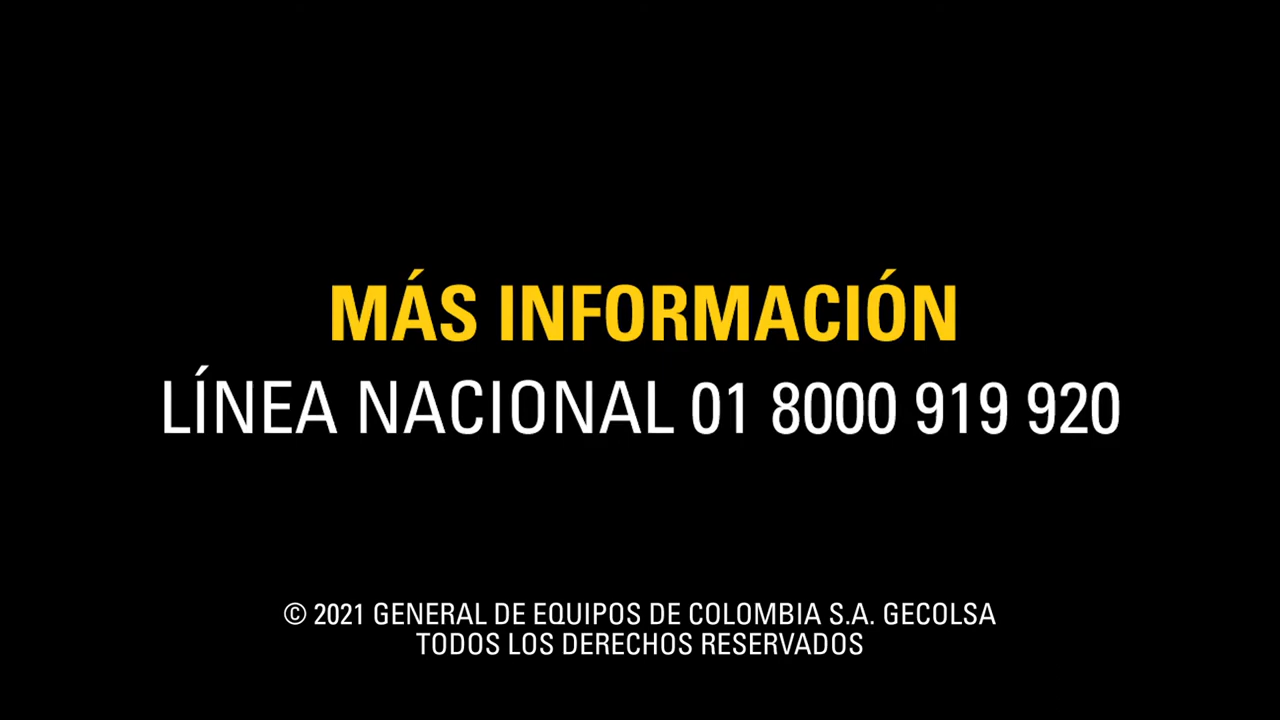 MÁS INFORMACIÓN
LÍNEA NACIONAL 01 8000 919 920
© 2021 GENERAL DE EQUIPOS DE COLOMBIA S.A. GECOLSA
TODOS LOS DERECHOS RESERVADOS